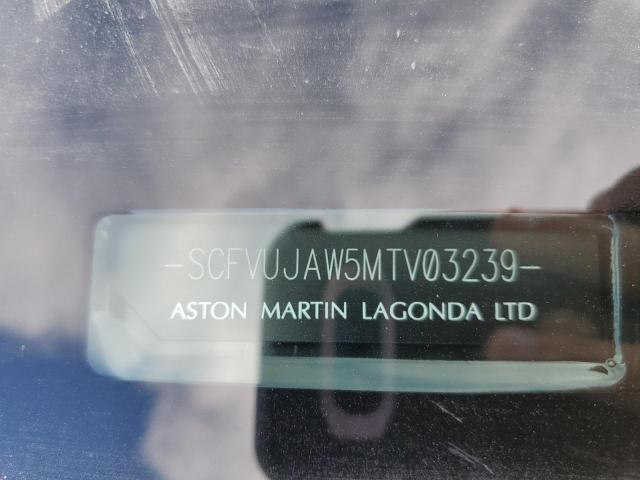 -SCFVUJAW5MTV03239-
ASTON MARTIN LAGONDA LTD